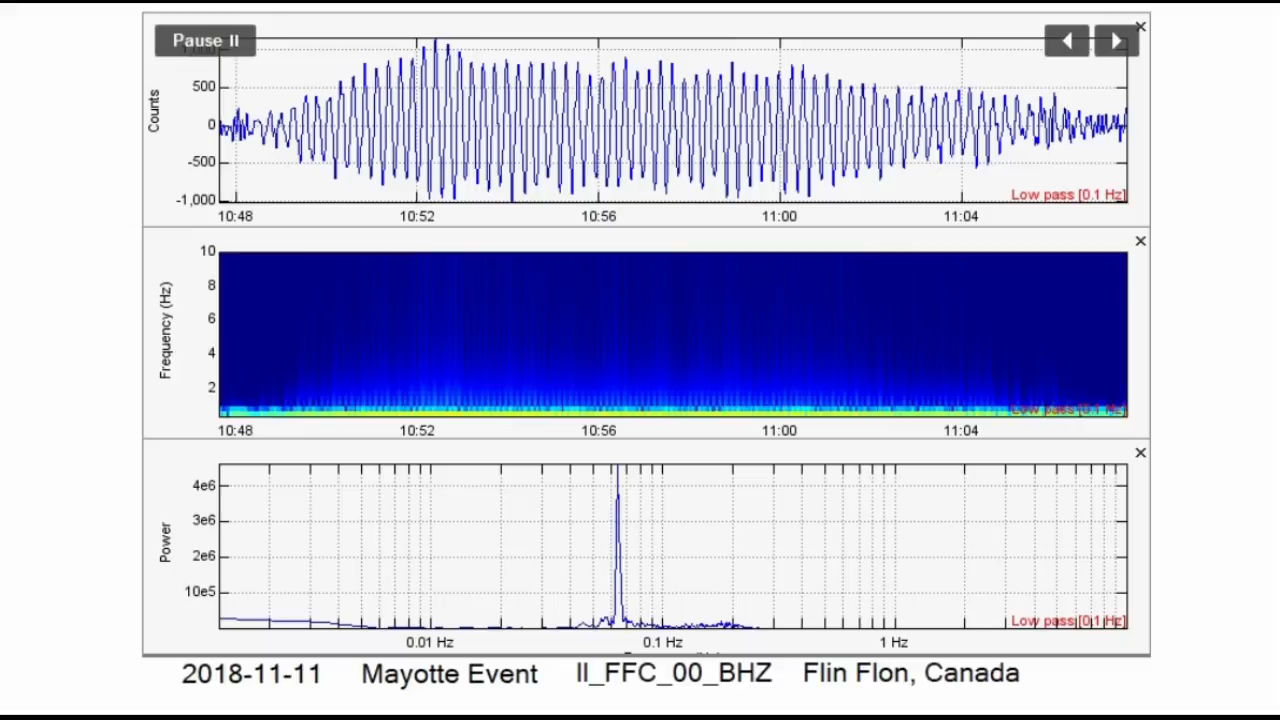 Pause II
1,000
500
0
-500
-1,000
Counts
Low pass [0.1 Hz]
10:48 10:52 10:56 11:00 11:04
10
8
6
4
2
Frequency (Hz)
Low pass [0.1 Hz]
10:48 10:52 10:56 11:00 11:04
4e6
3e6
2e6
10e5
Power
Low pass [0.1 Hz]
0.01 Hz 0.1 Hz 1 Hz
2018-11-11 Mayotte Event II_FFC_00_BHZ Flin Flon, Canada